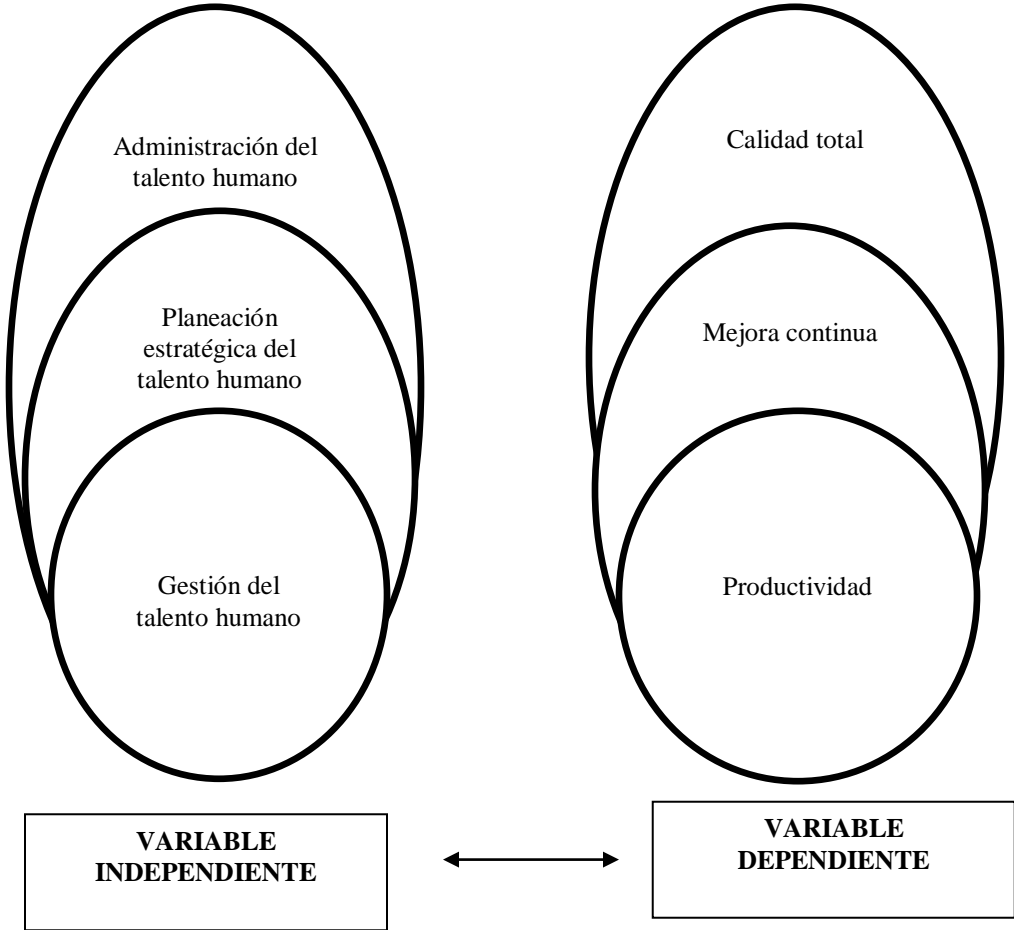 Administración del
talento humano
Planeación
estratégica del
talento humano
Gestión del
talento humano
Calidad total
Mejora continua
Productividad
VARIABLE
INDEPENDIENTE
VARIABLE
DEPENDIENTE